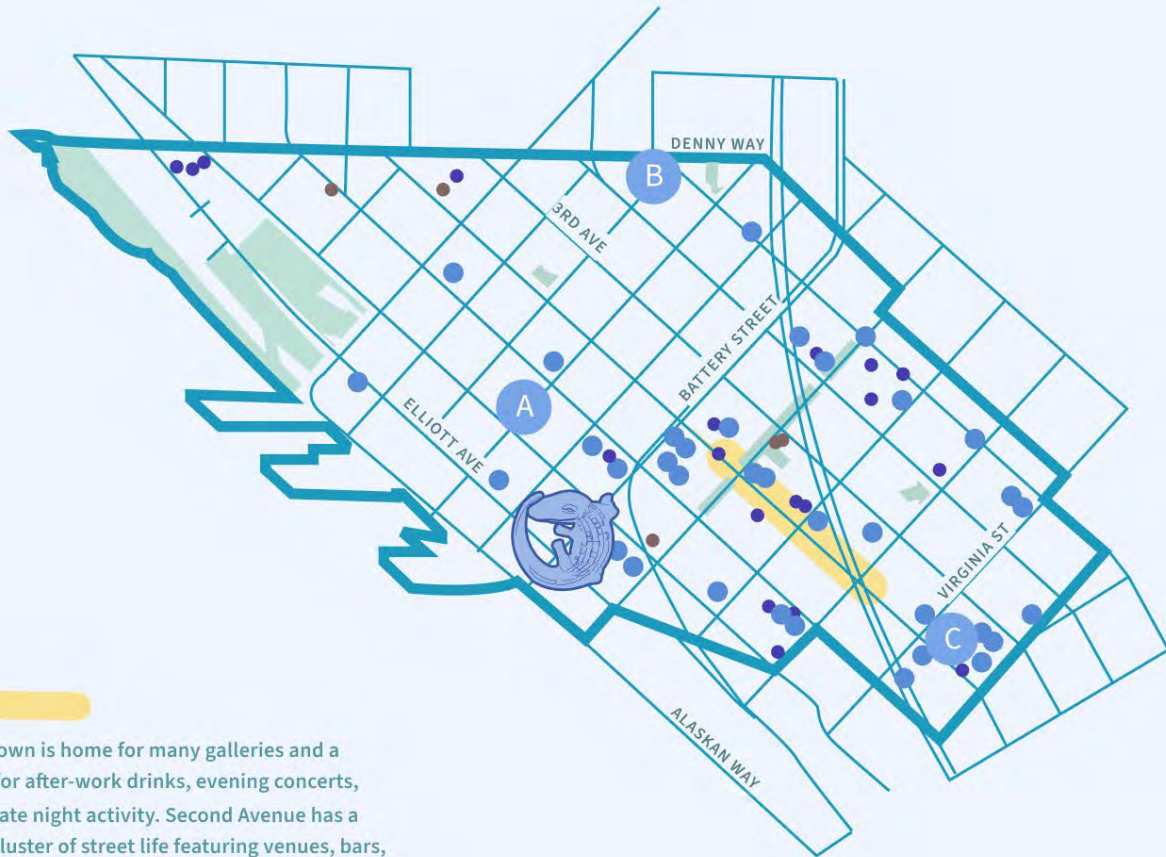 DENNY WAY
B
3RD AVE
BATTERY STREET
A
ELLIOTT AVE
VIRGINIA ST
C
ALASKAN WAY
own is home for many galleries and a
or after-work drinks, evening concerts,
ate night activity. Second Avenue has a
luster of street life featuring venues, bars,